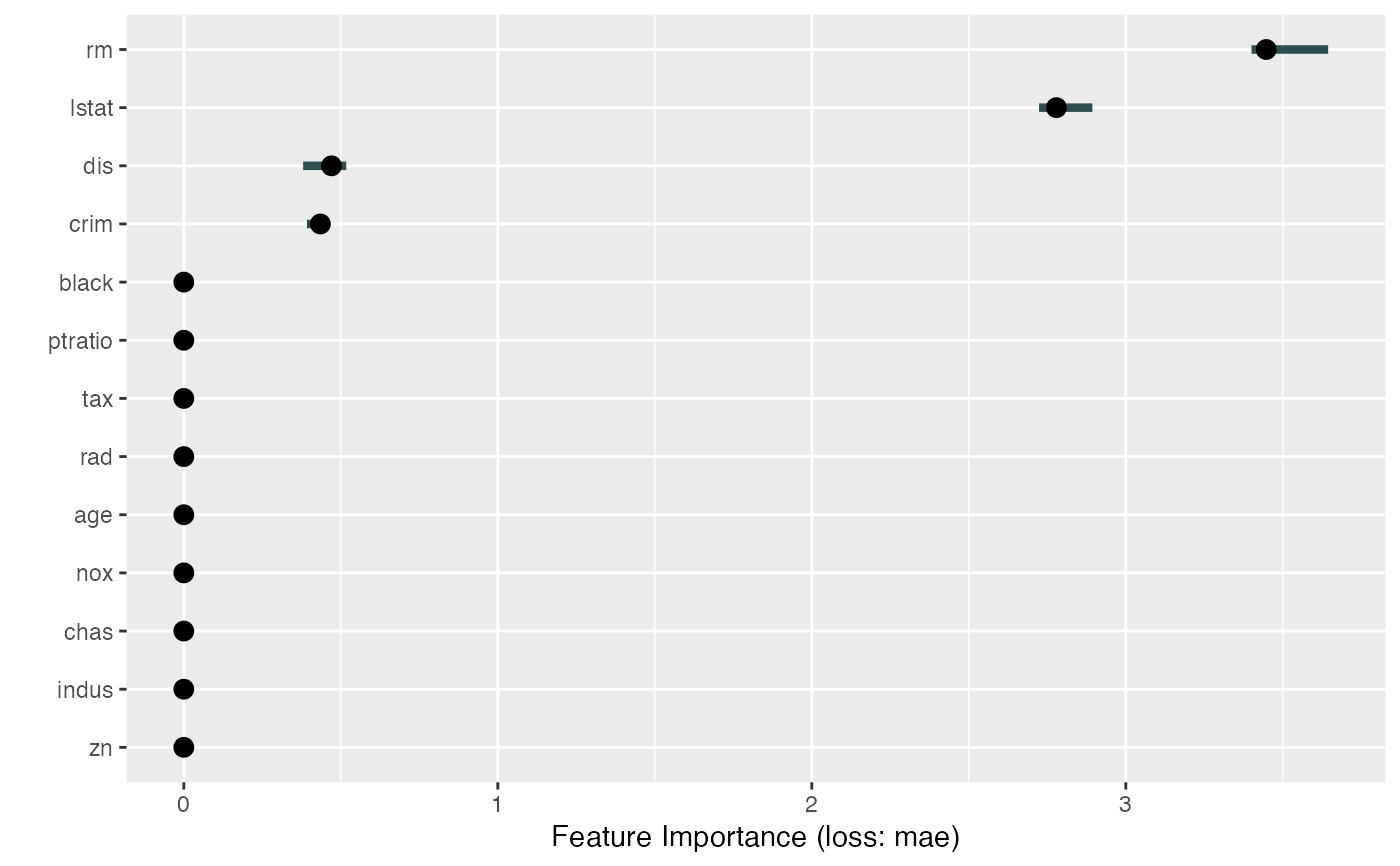 rm
lstat
dis
crim
black
ptratio
tax
rad
age
nox
chas
indus
zn
0 1 2 3
Feature Importance (loss: mae)